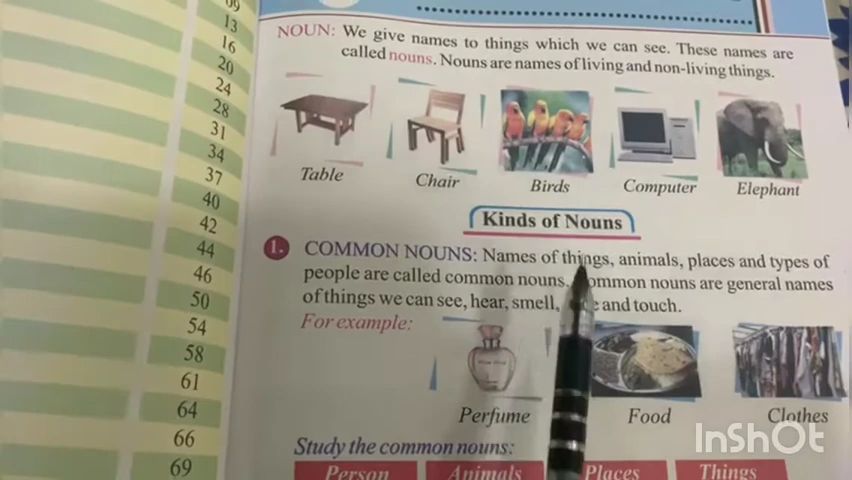 09
13
16
20
24
28
31
34
37
40
42
44
46
50
54
58
61
64
66
69
NOUN: We give names to things which we can see. These names are
called nouns. Nouns are names of living and non-living things.
Table Chair Birds Computer Elephant
Kinds of Nouns
1. COMMON NOUNS: Names of things, animals, places and types of
people are called common nouns. Common nouns are general names
of things we can see, hear, smell, and touch.
For example:
Perfume Food Clothes
Study the common nouns:
Person Animals Places Things
InShOt